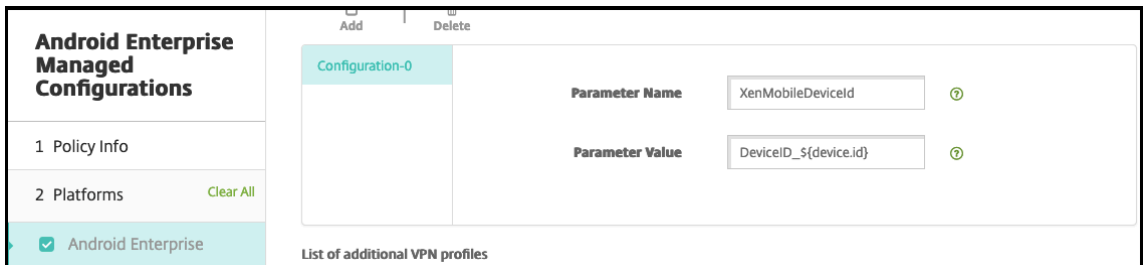 Add
Delete
Android Enterprise
Managed
Configurations
Configuration-0
Parameter Name
XenMobileDeviceId
1 Policy Info
Parameter Value
DeviceID_${device.id}
2 Platforms
Clear All
Android Enterprise
List of additional VPN profiles